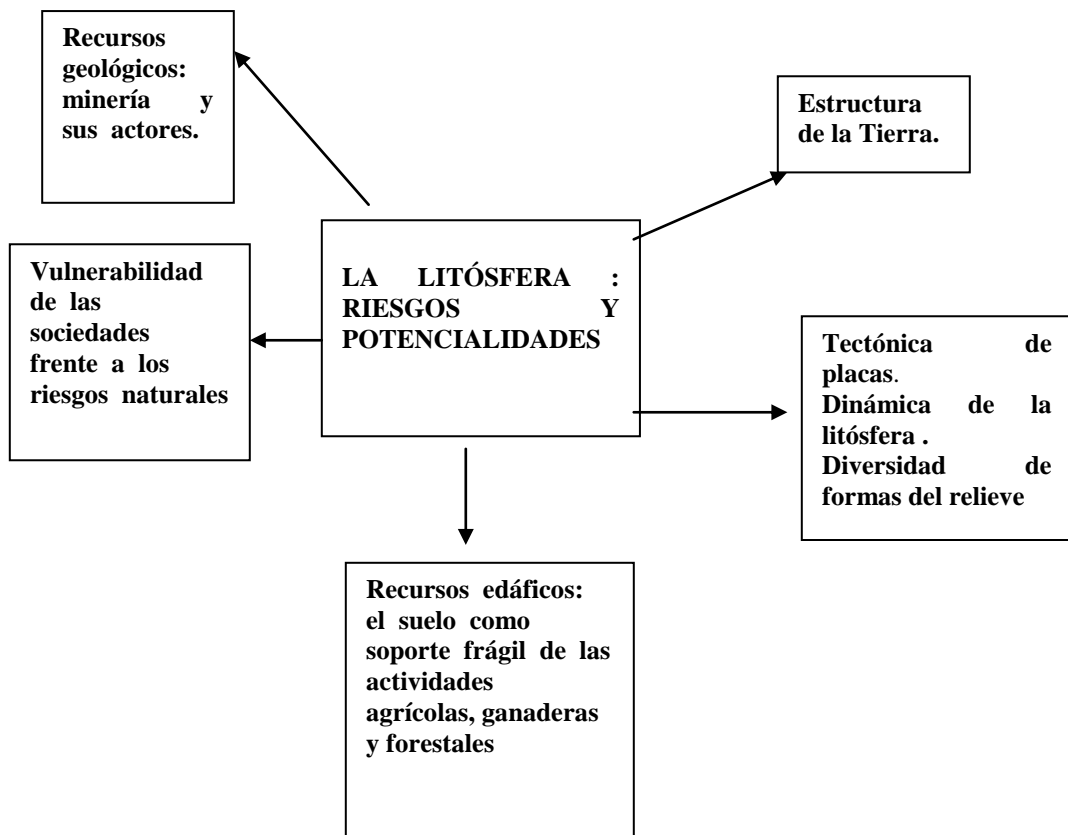 Recursos
geológicos:
minería y
sus actores.
Estructura
de la Tierra.
LA LITÓSFERA :
RIESGOS Y
POTENCIALIDADES
Vulnerabilidad
de las
sociedades
frente a los
riesgos naturales
Tectónica de
placas.
Dinámica de la
litósfera .
Diversidad de
formas del relieve
Recursos edáficos:
el suelo como
soporte frágil de las
actividades
agrícolas, ganaderas
y forestales